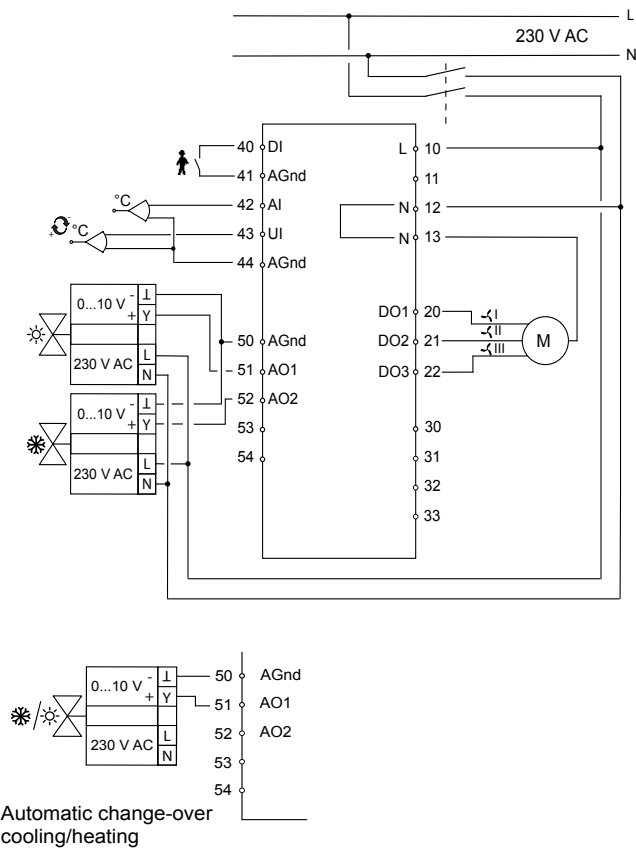 L
230 V AC
N
40 DI L 10
41 AGnd 11
°C 42 AI N 12
°C 43 UI N 13
44 AGnd
0...10 V - ⊥
+ Y
230 V AC L
N
DO1 20 I
50 AGnd DO2 21 II M
51 AO1 DO3 22 III
0...10 V - ⊥ 52 AO2
+ Y 53 30
230 V AC L 54 31
N 32
33
0...10 V - ⊥ 50 AGnd
+ Y 51 AO1
230 V AC L 52 AO2
N 53
54
Automatic change-over
cooling/heating